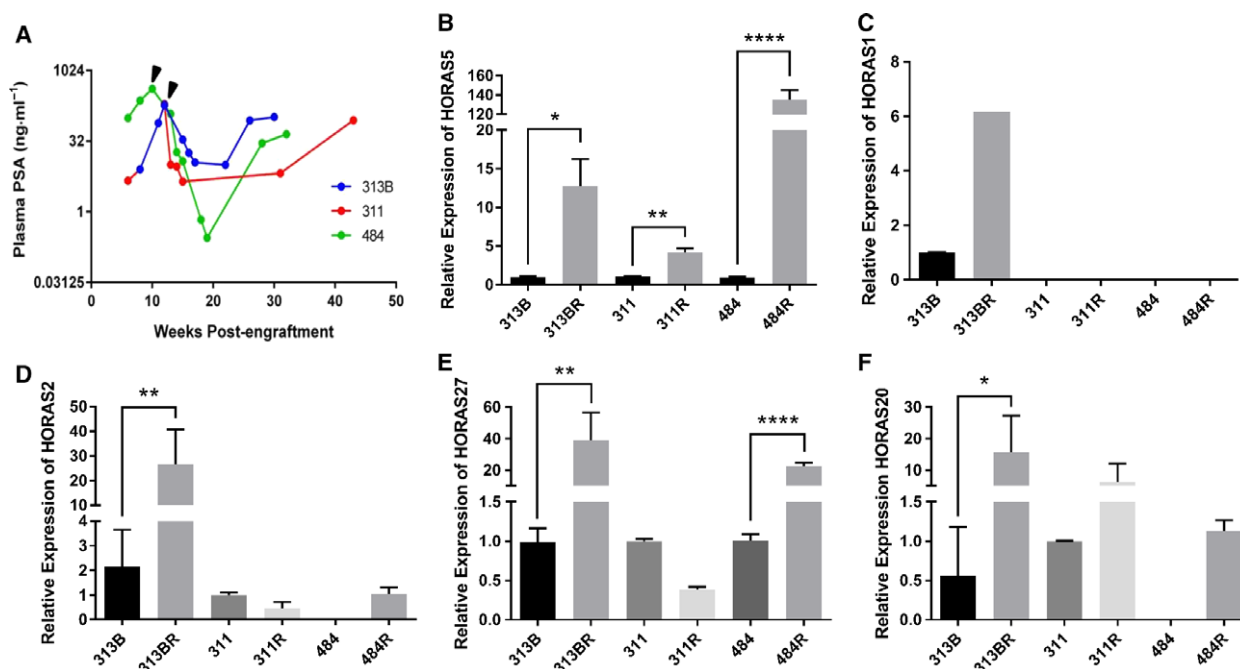 A
Plasma PSA (ng·ml⁻¹)
1024
32
1
0.03125
0 10 20 30 40 50
Weeks Post-engraftment
313B
311
484
B
Relative Expression of HORAS5
160
140
120
100
20
15
10
5
0
*
**
****
313B 313BR 311 311R 484 484R
C
Relative Expression of HORAS1
8
6
4
2
0
313B 313BR 311 311R 484 484R
D
Relative Expression of HORAS2
50
40
30
20
10
4
3
2
1
0
**
313B 313BR 311 311R 484 484R
E
Relative Expression of HORAS27
60
40
20
1.5
1.0
0.5
0.0
**
****
313B 313BR 311 311R 484 484R
F
Relative Expression HORAS20
30
20
10
1.5
1.0
0.5
0.0
*
313B 313BR 311 311R 484 484R